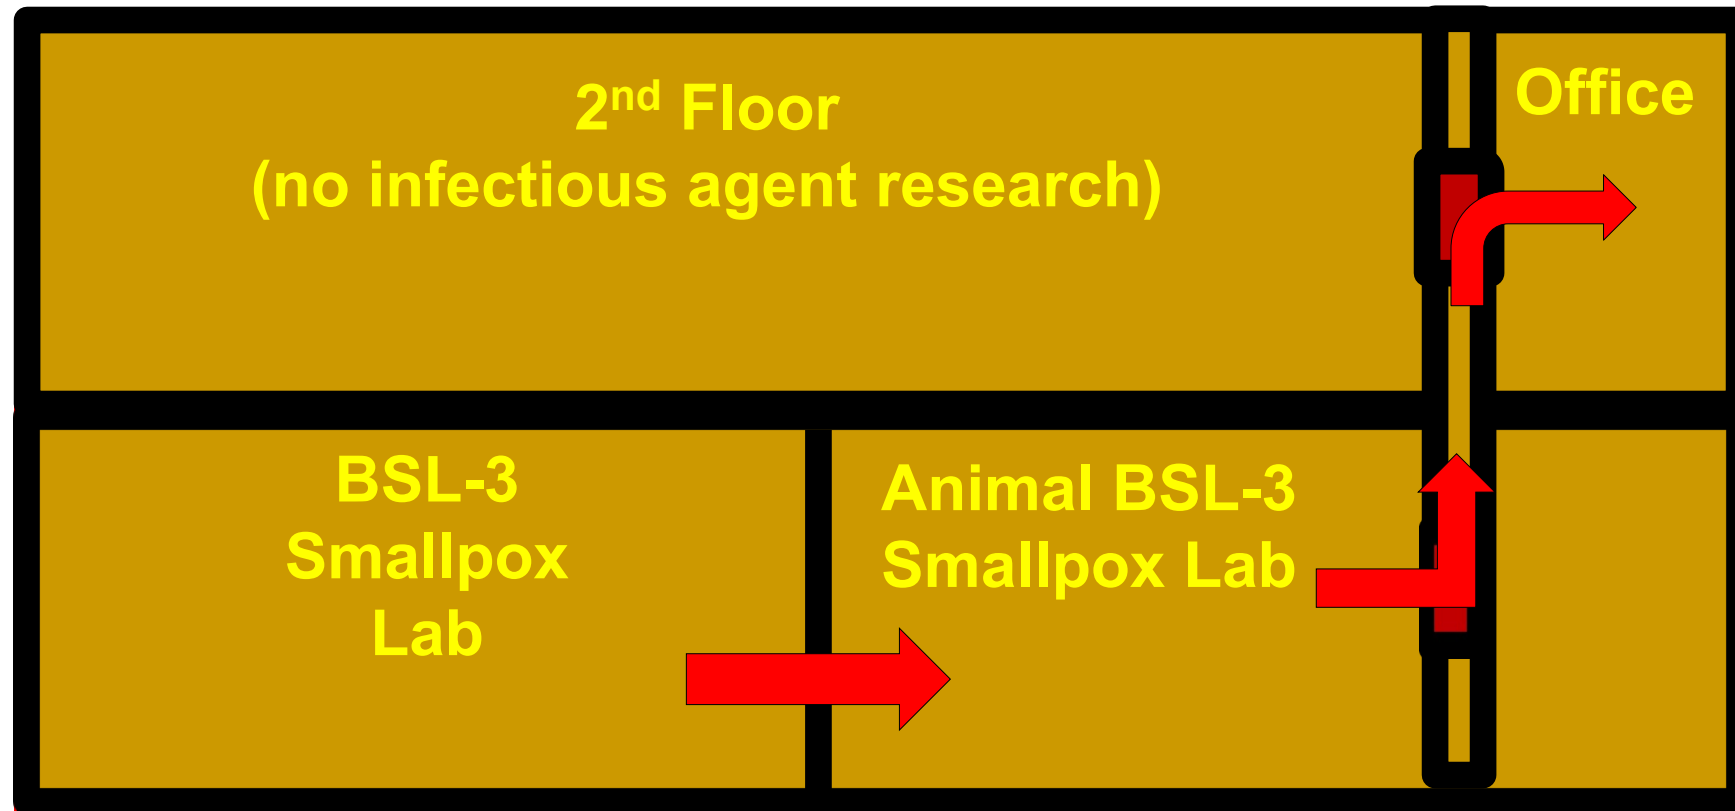 2nd Floor
(no infectious agent research)
Office
BSL-3
Smallpox
Lab
Animal BSL-3
Smallpox Lab